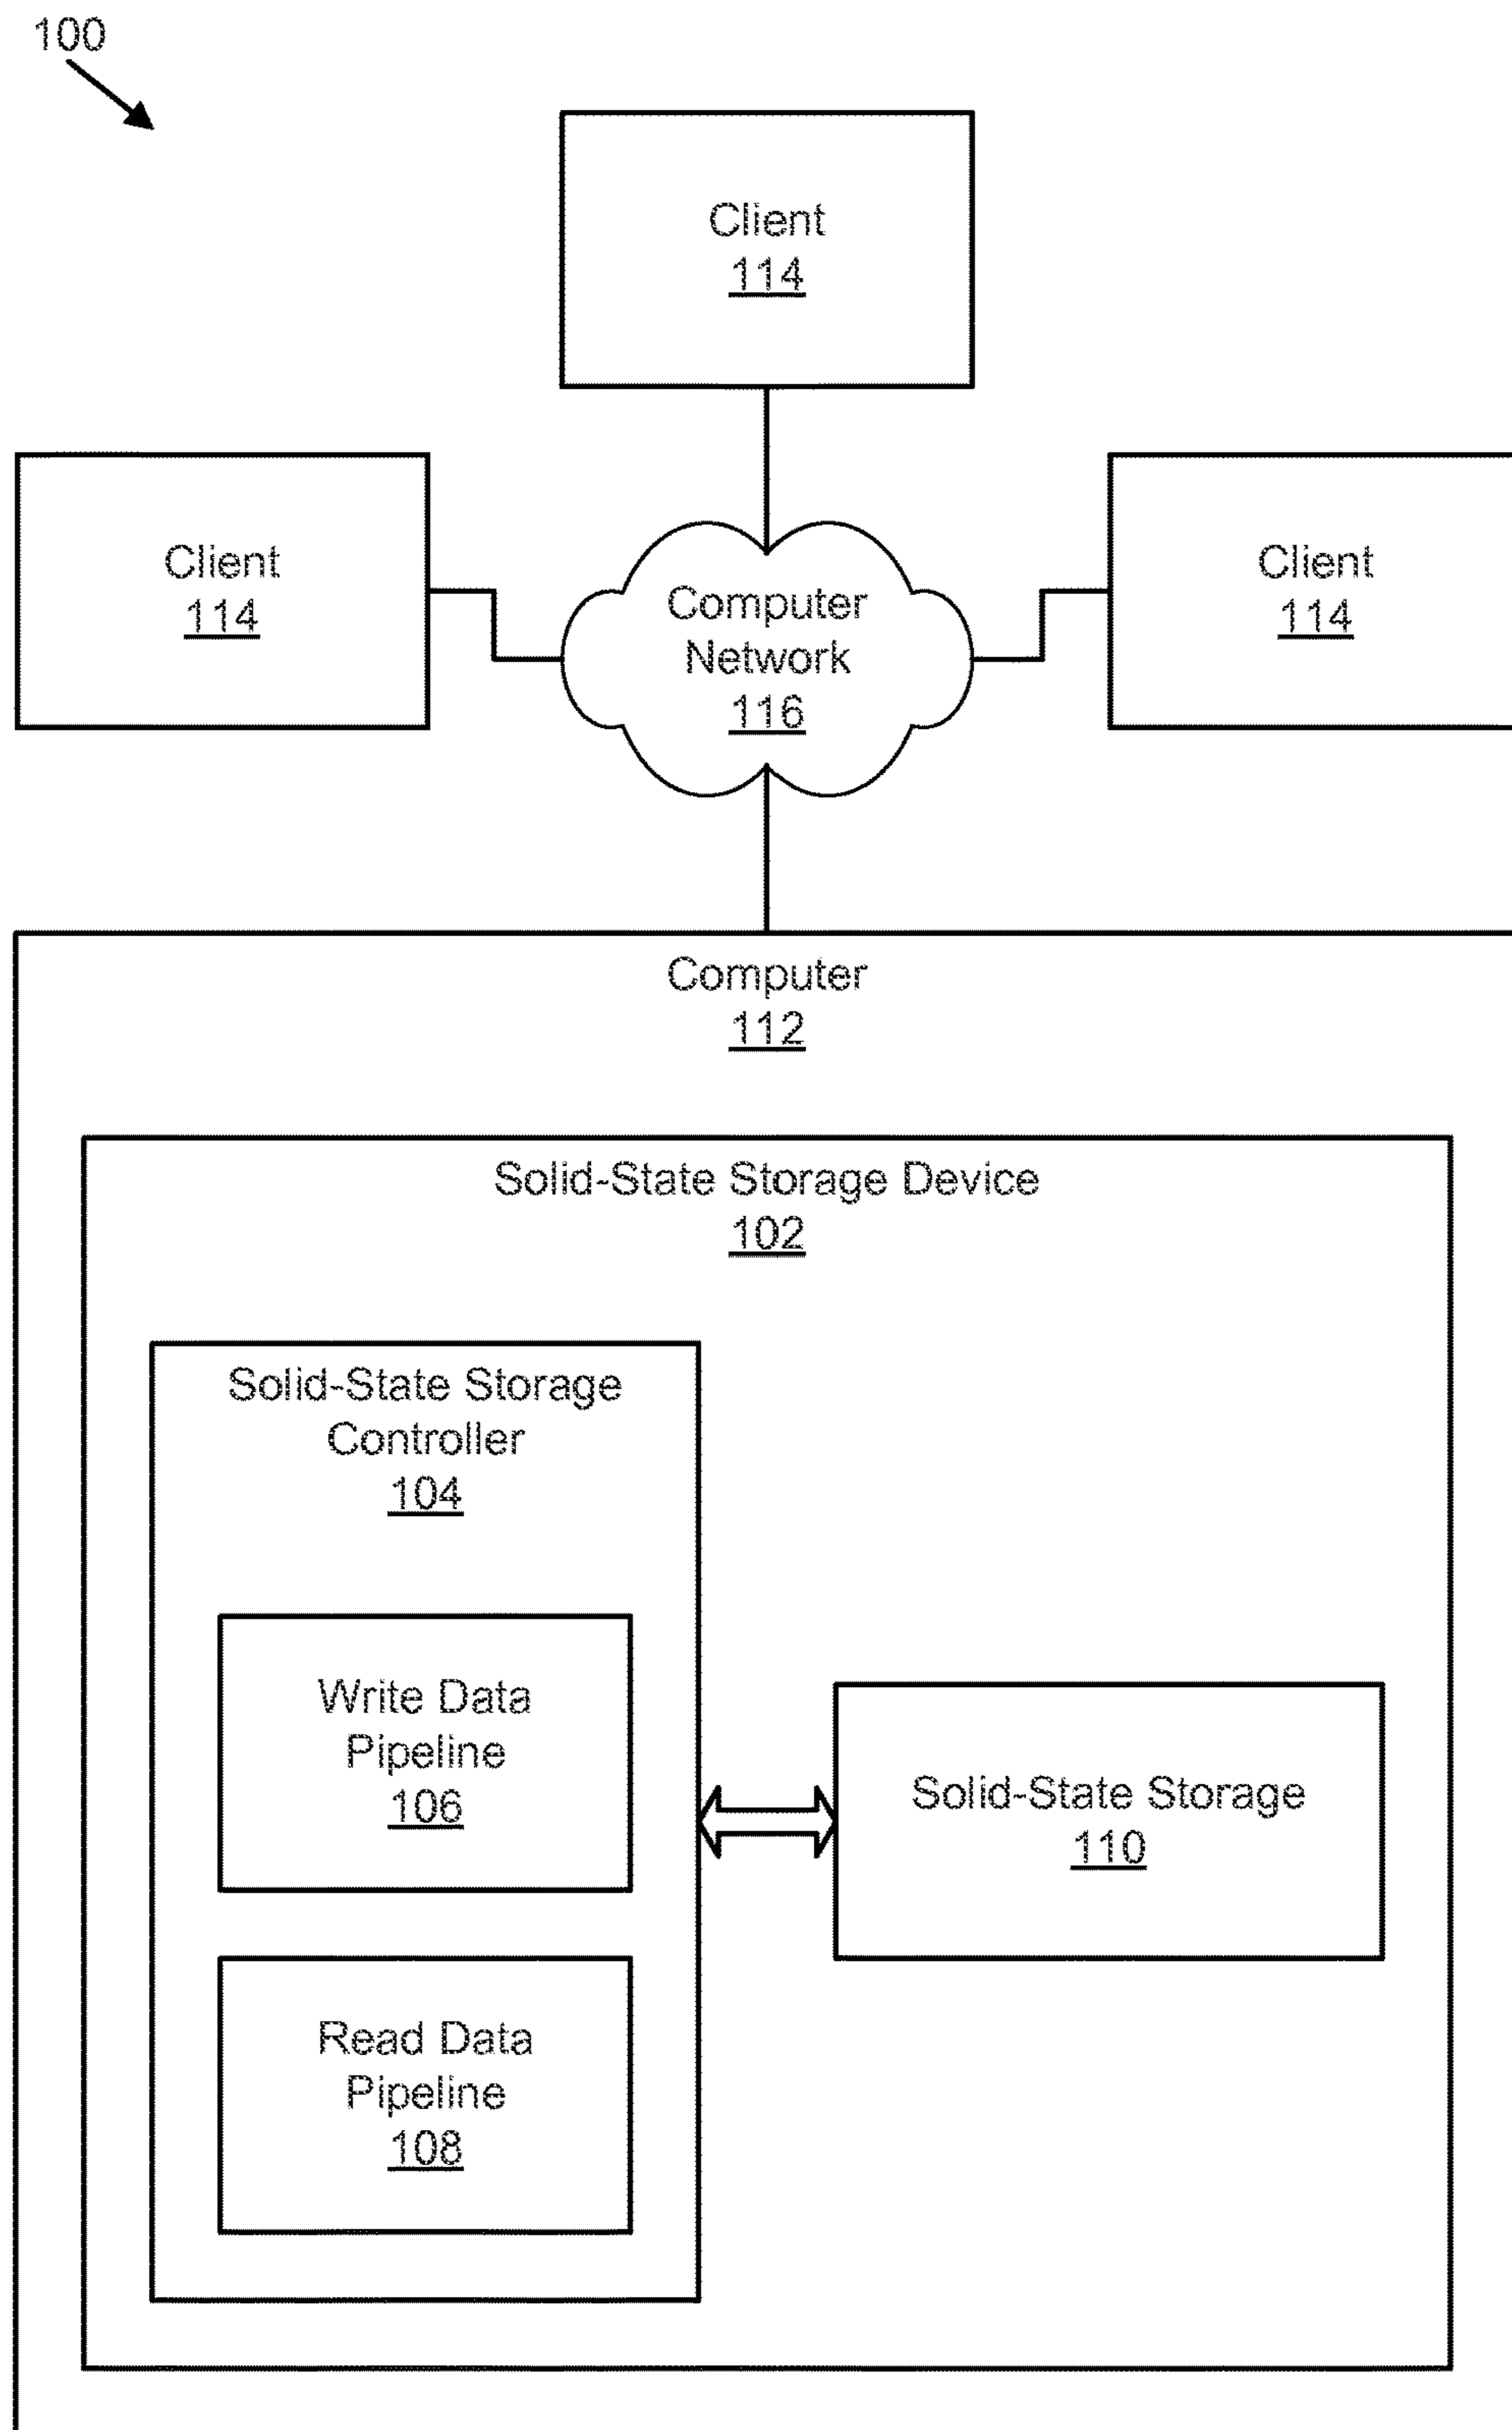 100
Client
114
Client
114
Computer
Network
116
Client
114
Computer
112
Solid-State Storage Device
102
Solid-State Storage
Controller
104
Write Data
Pipeline
106
Solid-State Storage
110
Read Data
Pipeline
108